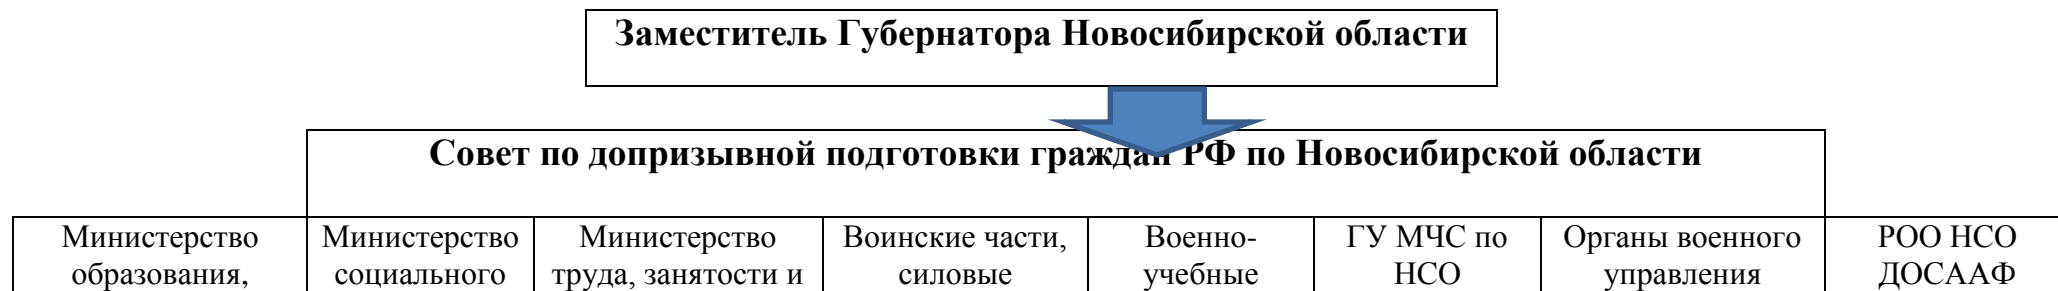 Заместитель Губернатора Новосибирской области
Совет по допризывной подготовки граждан РФ по Новосибирской области
Министерство
образования,
Министерство
социального
Министерство
труда, занятости и
Воинские части,
силовые
Военно-
учебные
ГУ МЧС по
НСО
Органы военного
управления
РОО НСО
ДОСААФ